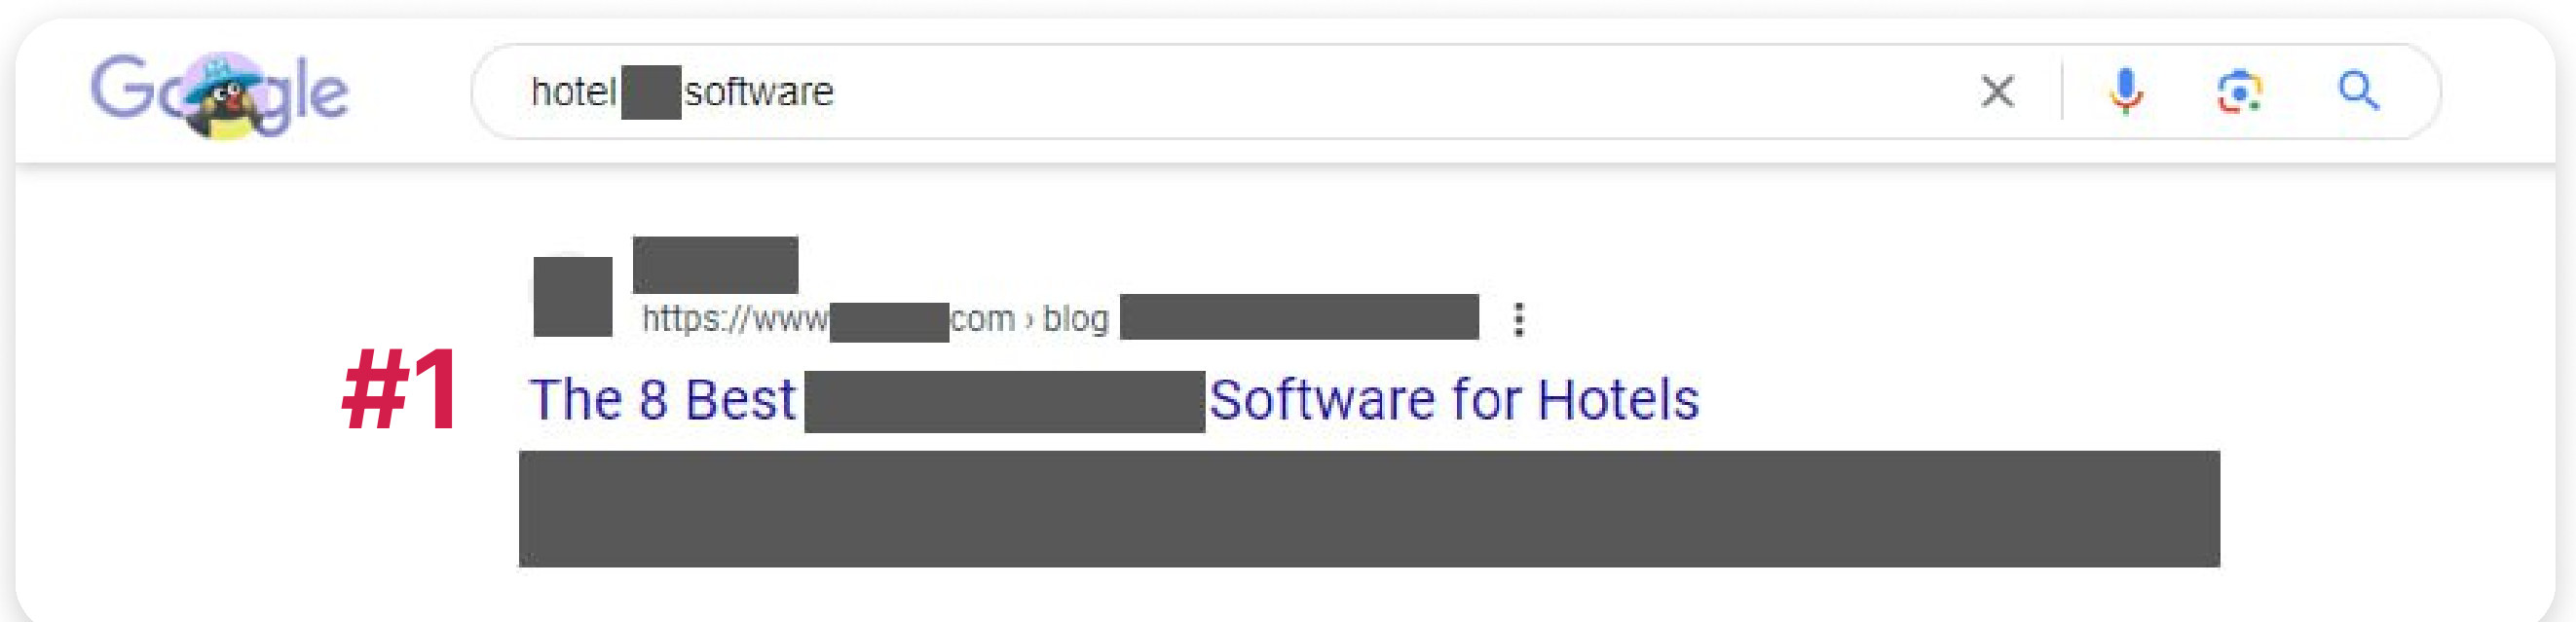 Google
hotel software
https://www com › blog
#1
The 8 Best Software for Hotels